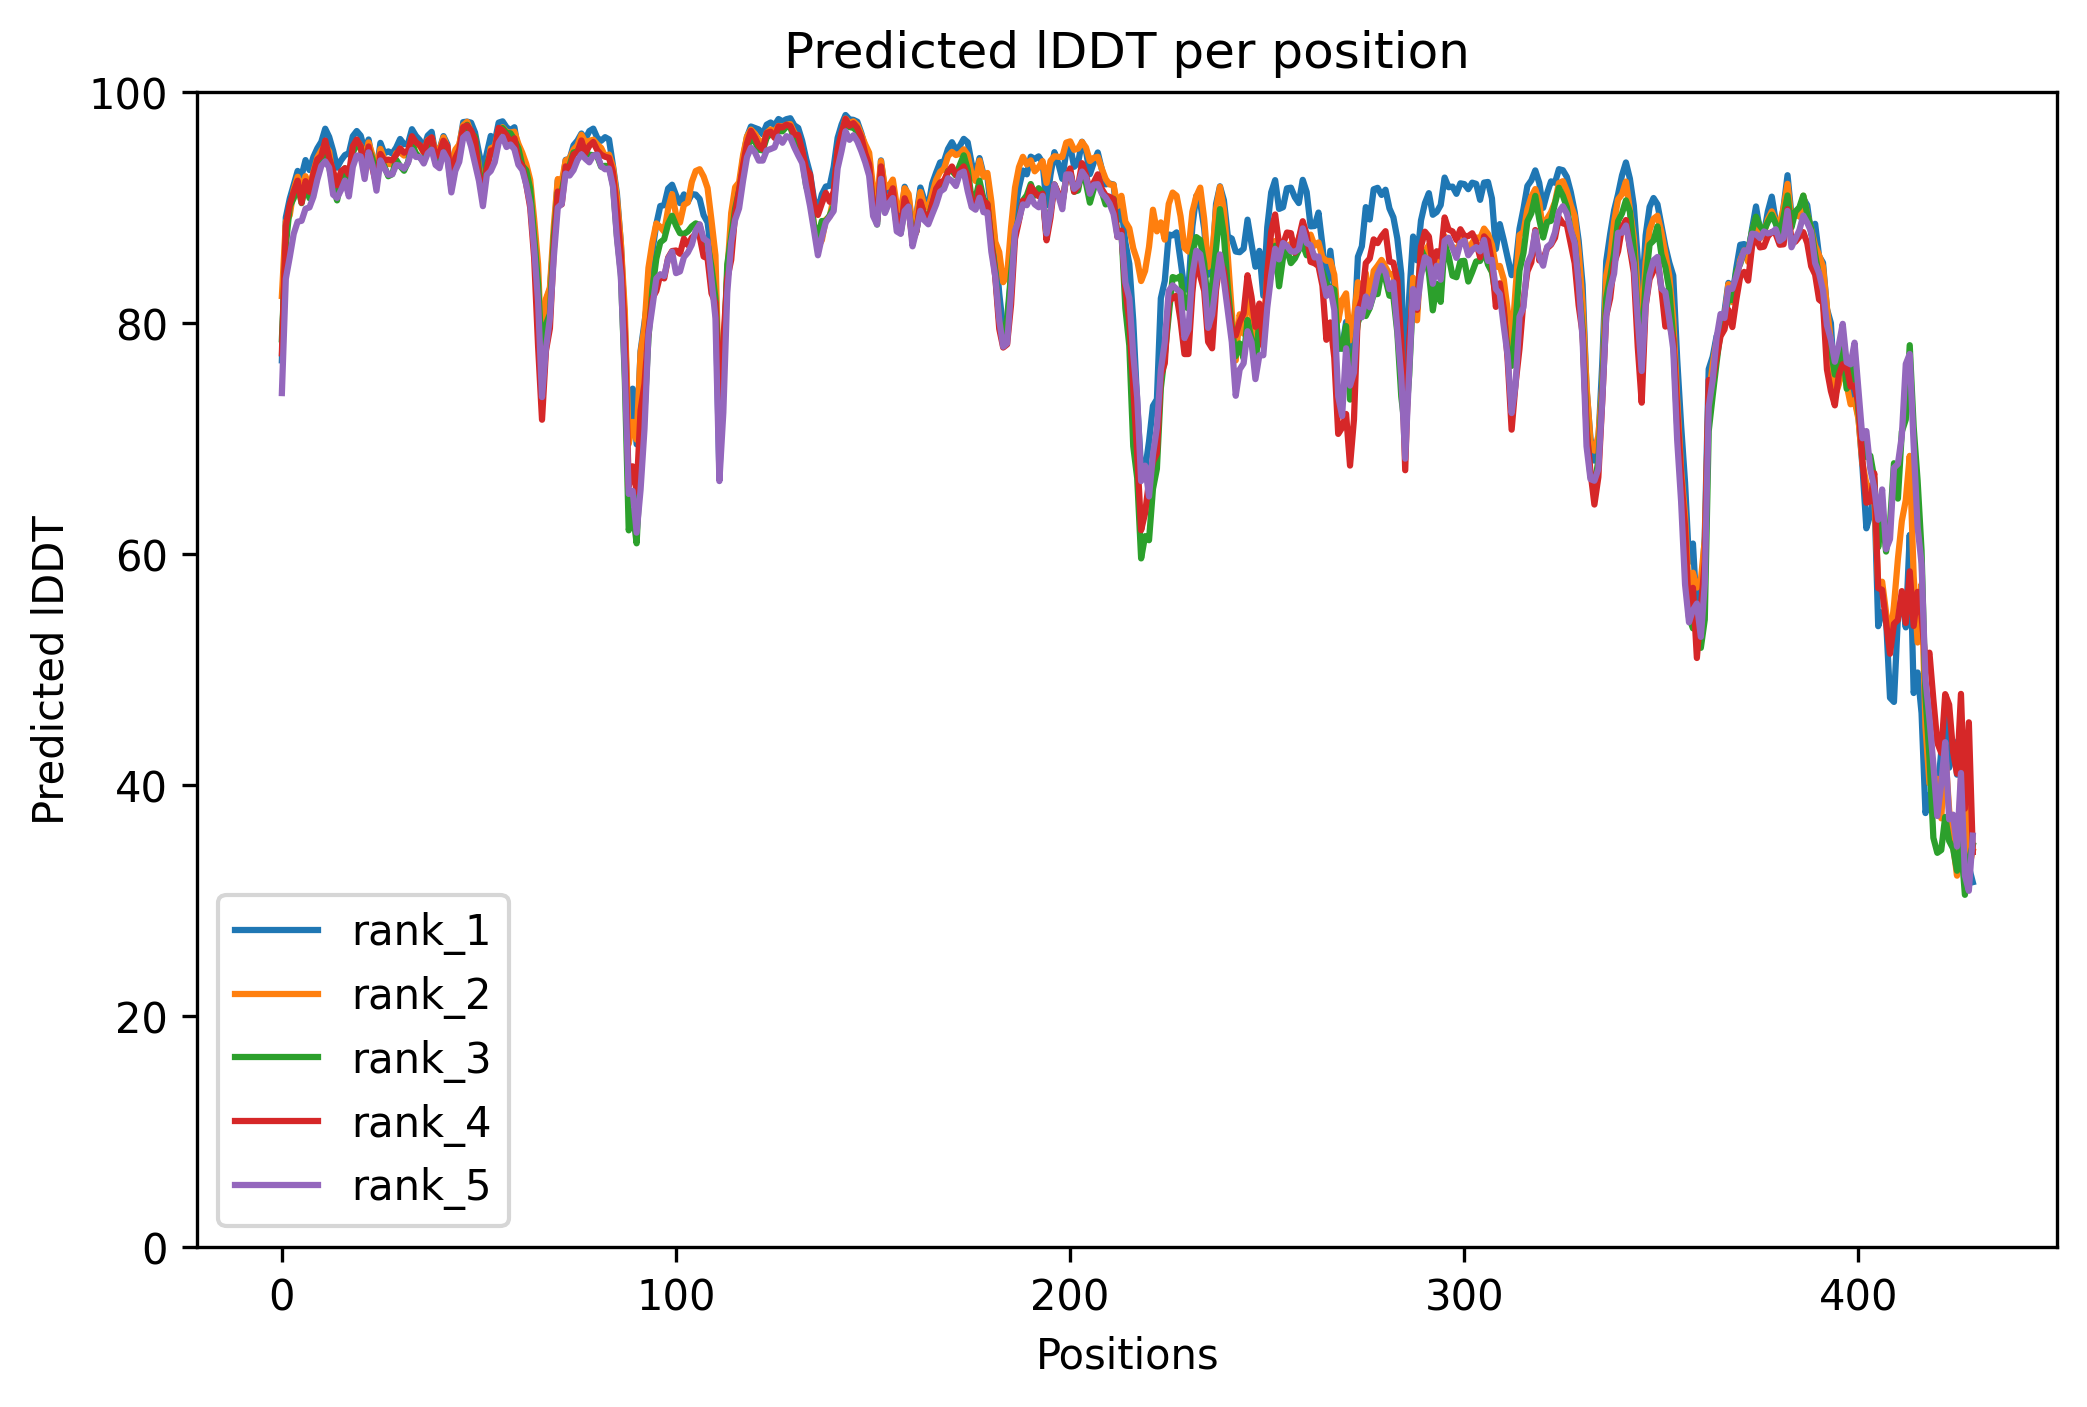 Predicted lDDT per position
100
80
60
40
20
0
Predicted lDDT
rank_1
rank_2
rank_3
rank_4
rank_5
0 100 200 300 400
Positions